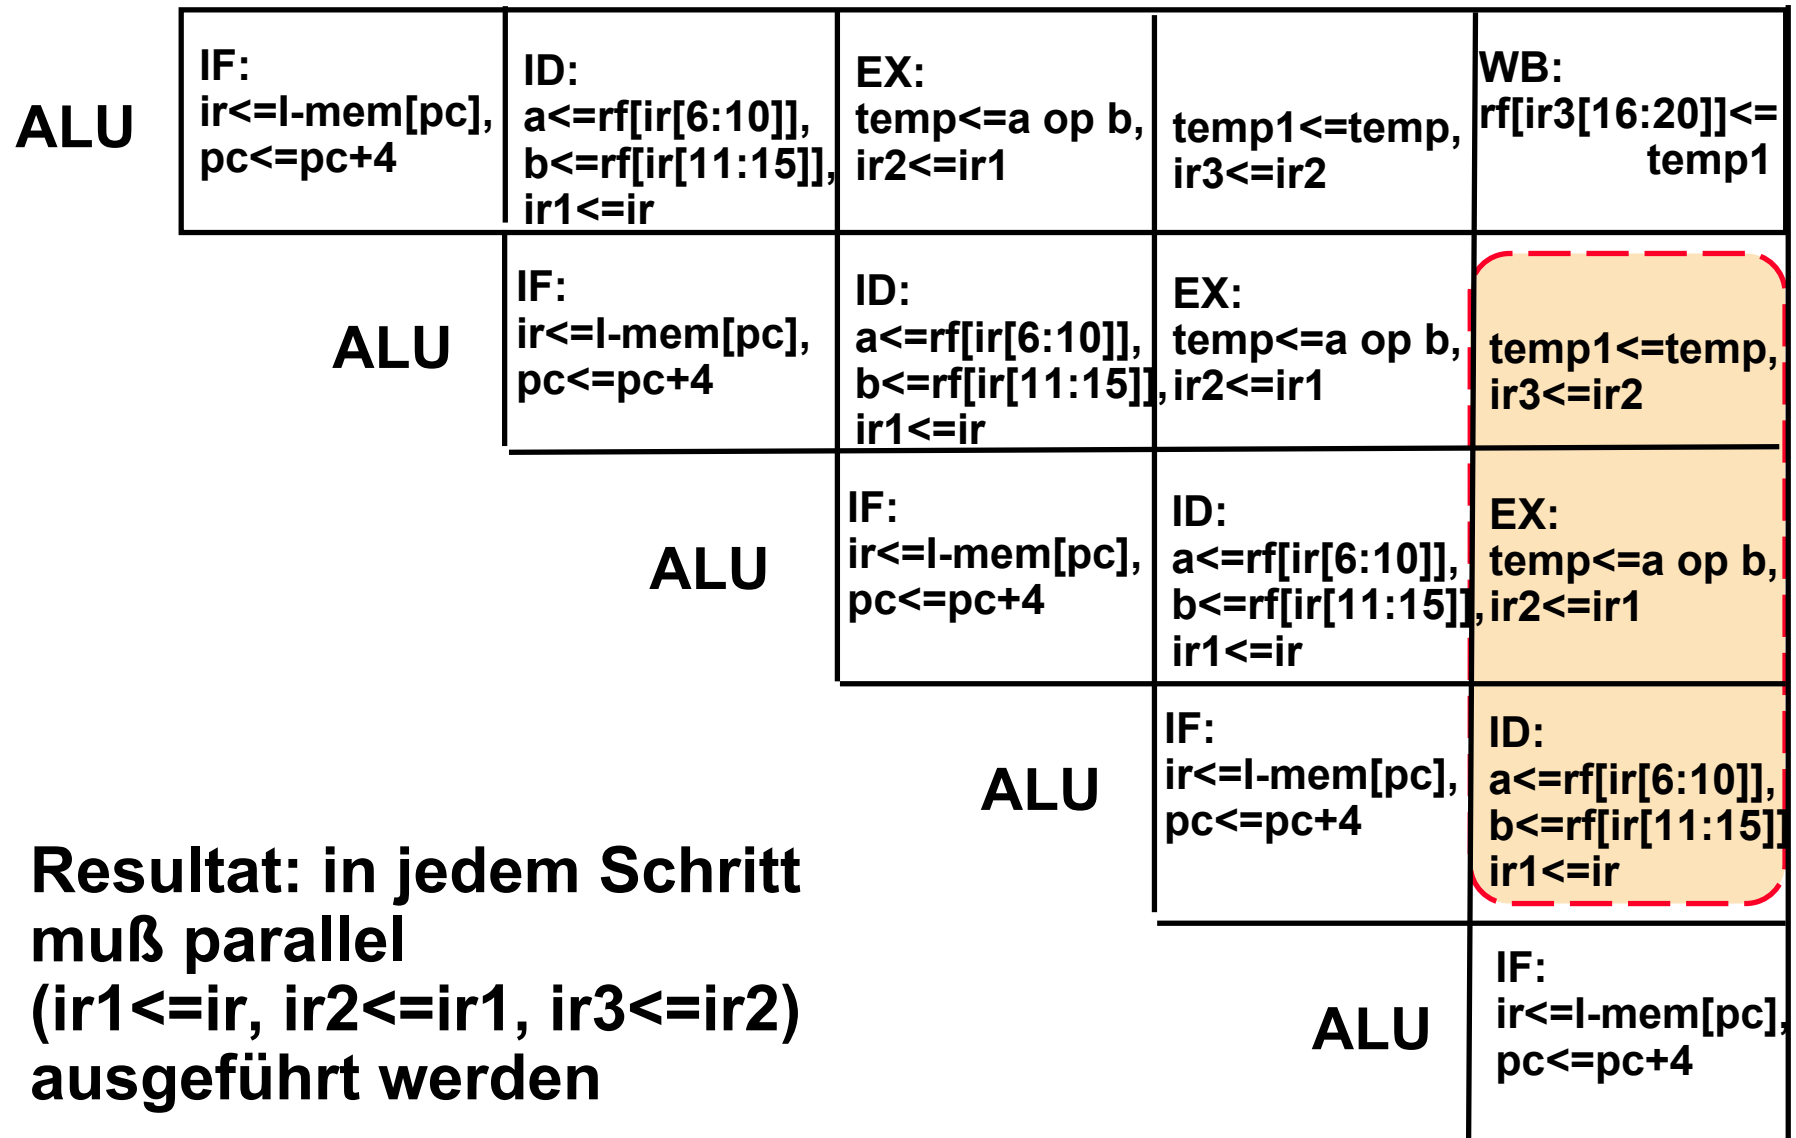 ALU
IF:
ir<=I-mem[pc],
pc<=pc+4
ID:
a<=rf[ir[6:10]],
b<=rf[ir[11:15]],
ir1<=ir
EX:
temp<=a op b,
ir2<=ir1
temp1<=temp,
ir3<=ir2
WB:
rf[ir3[16:20]]<=
temp1
ALU
IF:
ir<=I-mem[pc],
pc<=pc+4
ID:
a<=rf[ir[6:10]],
b<=rf[ir[11:15]],
ir1<=ir
EX:
temp<=a op b,
ir2<=ir1
temp1<=temp,
ir3<=ir2
ALU
IF:
ir<=I-mem[pc],
pc<=pc+4
ID:
a<=rf[ir[6:10]],
b<=rf[ir[11:15]],
ir1<=ir
EX:
temp<=a op b,
ir2<=ir1
ALU
IF:
ir<=I-mem[pc],
pc<=pc+4
ID:
a<=rf[ir[6:10]],
b<=rf[ir[11:15]]
ir1<=ir
ALU
IF:
ir<=I-mem[pc],
pc<=pc+4
Resultat: in jedem Schritt
muß parallel
(ir1<=ir, ir2<=ir1, ir3<=ir2)
ausgeführt werden